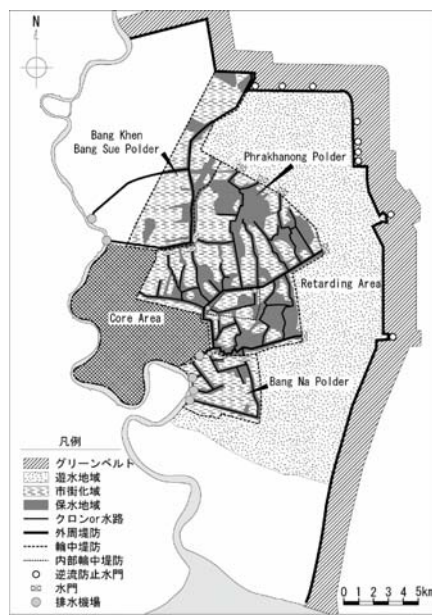 N
Bang Khen
Bang Sue Polder
Phrakhanong Polder
Retarding Area
Core Area
Bang Na Polder
凡例
グリーンベルト
遊水地域
市街化域
保水地域
クロンor水路
外周堤防
輪中堤防
内部輪中堤防
逆流防止水門
水門
排水機場
0 1 2 3 4 5km